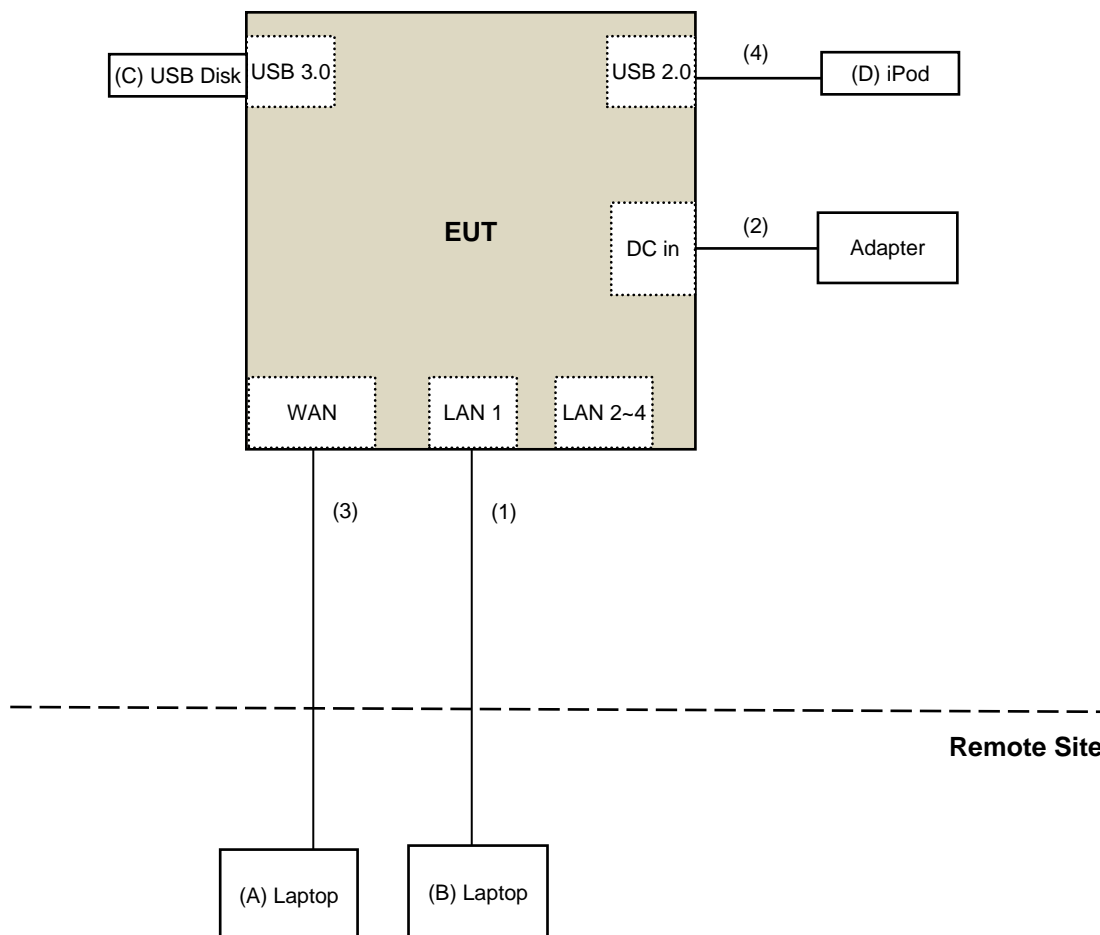 (C) USB Disk
USB 3.0
USB 2.0
(4)
(D) iPod
EUT
DC in
(2)
Adapter
WAN
LAN 1
LAN 2~4
(3)
(1)
Remote Site
(A) Laptop
(B) Laptop